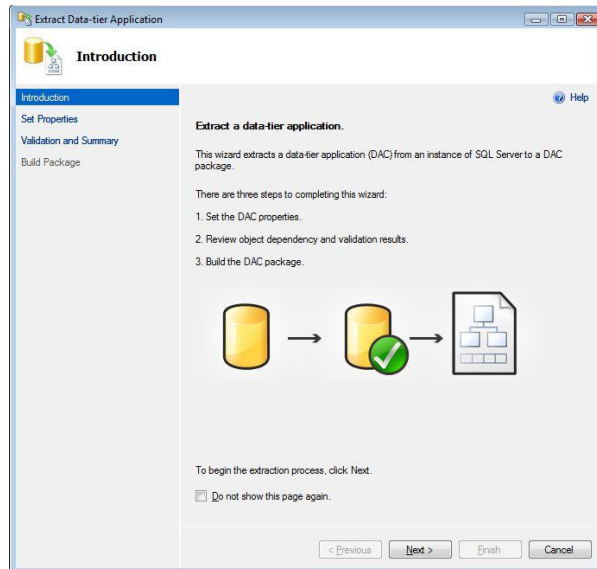 Extract Data-tier Application
Introduction
Introduction
Set Properties
Validation and Summary
Build Package
Help
Extract a data-tier application.
This wizard extracts a data-tier application (DAC) from an instance of SQL Server to a DAC
package.
There are three steps to completing this wizard:
1. Set the DAC properties.
2. Review object dependency and validation results.
3. Build the DAC package.
To begin the extraction process, click Next.
Do not show this page again.
< Previous
Next >
Finish
Cancel